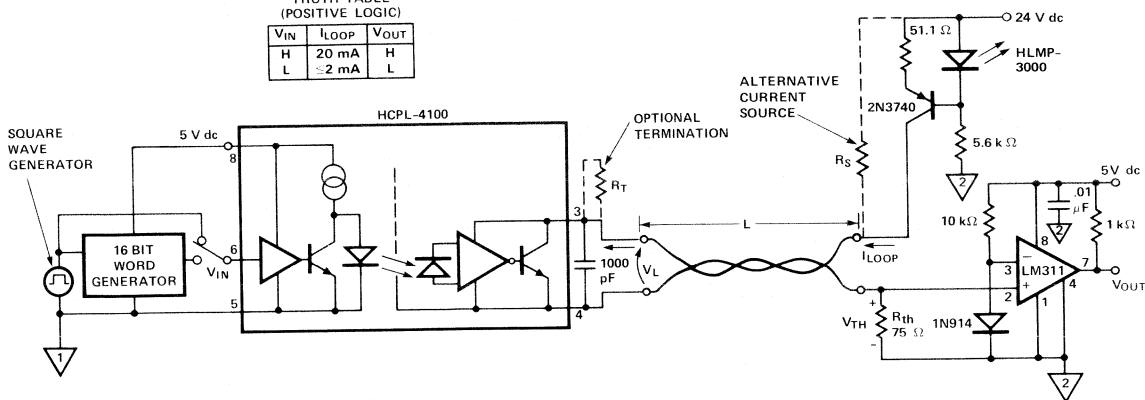 TRUTH TABLE
(POSITIVE LOGIC)
VIN ILOOP VOUT
H 20 mA H
L ≤2 mA L
HCPL-4100
SQUARE
WAVE
GENERATOR
5 V dc
8
16 BIT
WORD
GENERATOR
VIN
6
5
1
3
4
1000
pF
OPTIONAL
TERMINATION
RT
VL
L
ILOOP
ALTERNATIVE
CURRENT
SOURCE
RS
51.1 Ω
24 V dc
HLMP-
3000
2N3740
5.6 k Ω
2
5V dc
.01
μF
2
10 kΩ
1 kΩ
8
3
−
LM311
+
2
7
4
1
VOUT
VTH
+
−
Rth
75 Ω
1N914
2